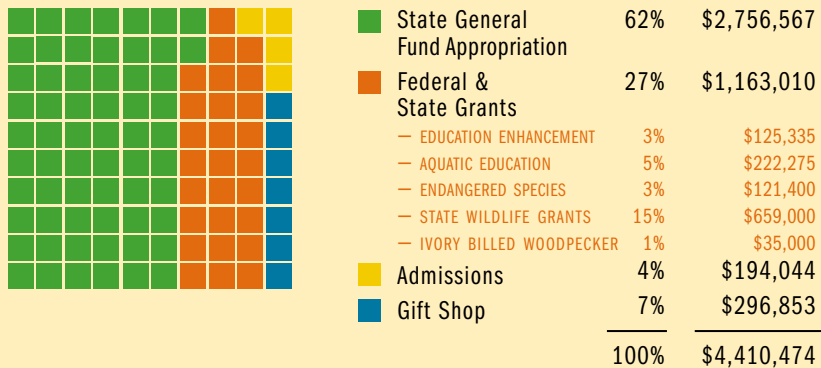 State General 62% $2,756,567
Fund Appropriation
Federal & 27% $1,163,010
State Grants
— EDUCATION ENHANCEMENT 3% $125,335
— AQUATIC EDUCATION 5% $222,275
— ENDANGERED SPECIES 3% $121,400
— STATE WILDLIFE GRANTS 15% $659,000
— IVORY BILLED WOODPECKER 1% $35,000
Admissions 4% $194,044
Gift Shop 7% $296,853
100% $4,410,474